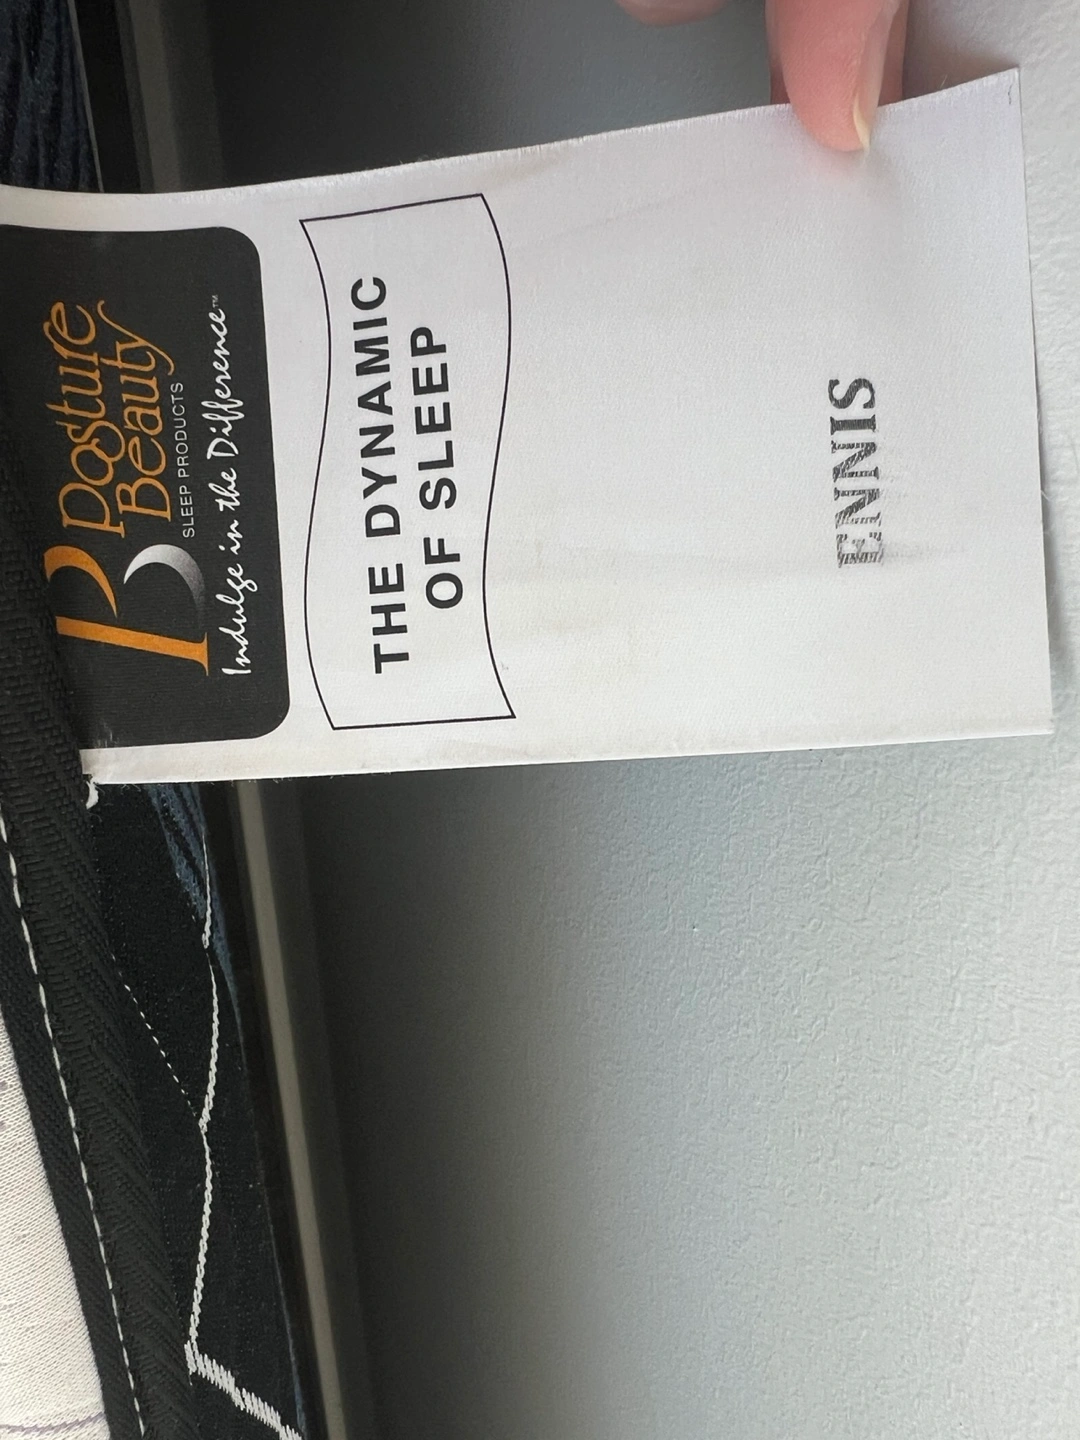 Posture
Beauty
SLEEP PRODUCTS
Indulge in the Difference™
THE DYNAMIC
OF SLEEP
ENNIS